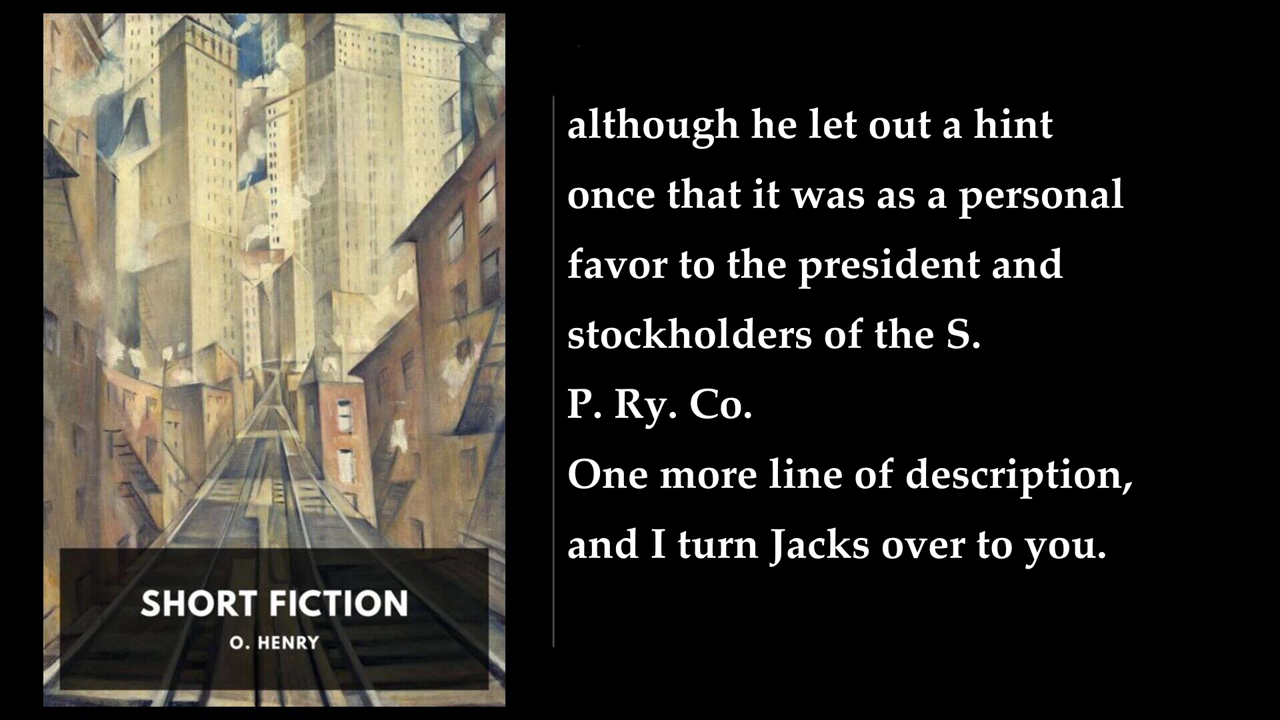 although he let out a hint
once that it was as a personal
favor to the president and
stockholders of the S.
P. Ry. Co.
One more line of description,
and I turn Jacks over to you.
SHORT FICTION
O. HENRY